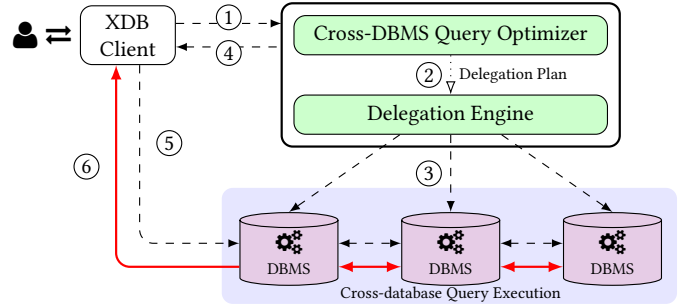 XDB
Client
①
④
Cross-DBMS Query Optimizer
②
Delegation Plan
Delegation Engine
⑥
⑤
③
DBMS
DBMS
DBMS
Cross-database Query Execution